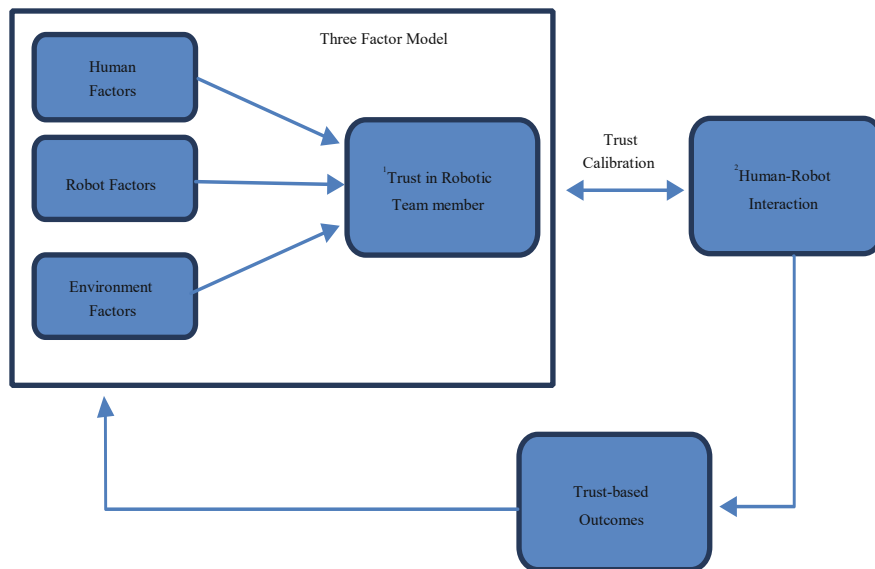 Three Factor Model
Human
Factors
Robot Factors
Environment
Factors
¹Trust in Robotic
Team member
Trust
Calibration
²Human-Robot
Interaction
Trust-based
Outcomes